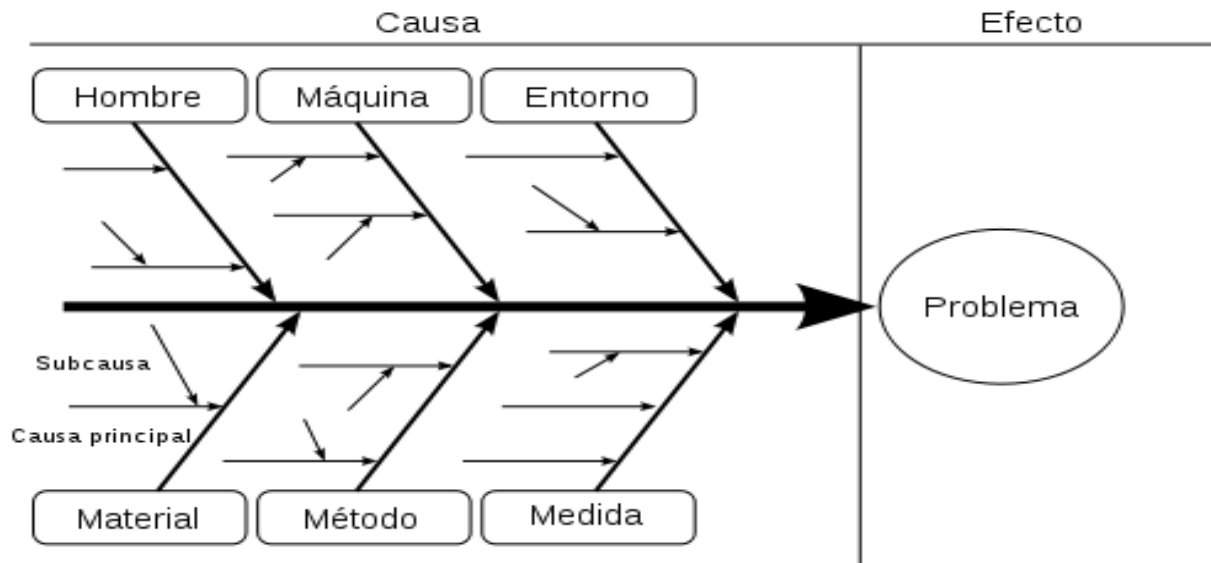 Causa
Efecto
Hombre
Máquina
Entorno
Problema
Subcausa
Causa principal
Material
Método
Medida